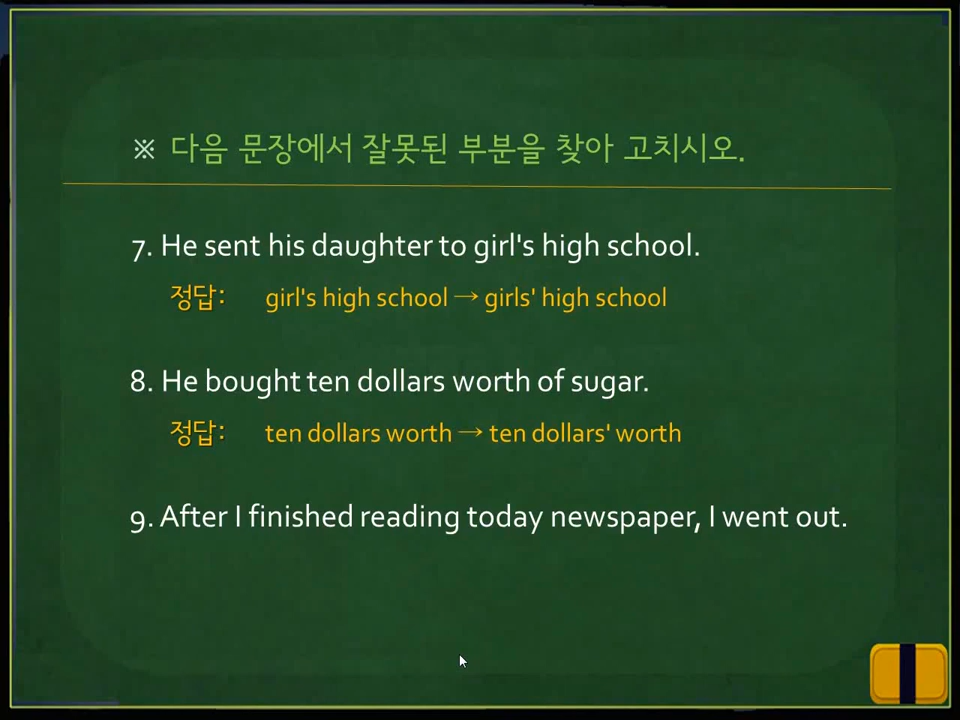 ※ 다음 문장에서 잘못된 부분을 찾아 고치시오.
7. He sent his daughter to girl's high school.
정답: girl's high school → girls' high school
8. He bought ten dollars worth of sugar.
정답: ten dollars worth → ten dollars' worth
9. After I finished reading today newspaper, I went out.